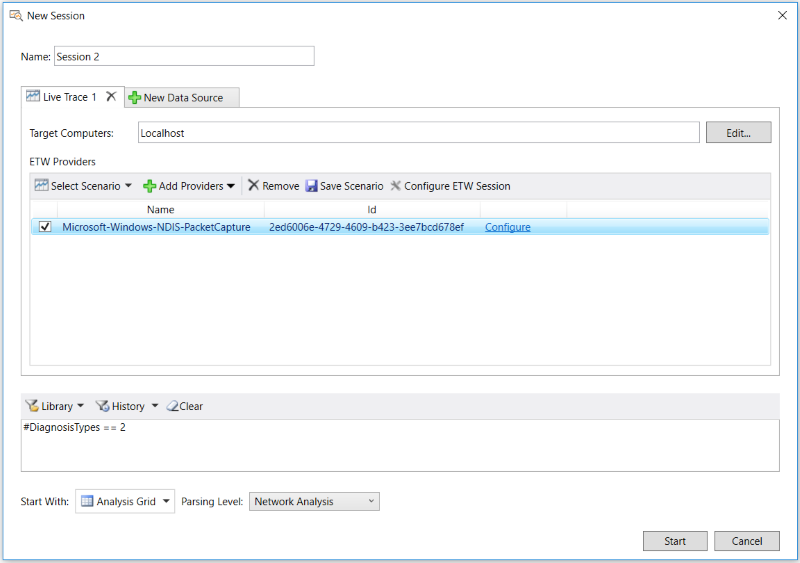 New Session
Name: Session 2
Live Trace 1 New Data Source
Target Computers: Localhost Edit...
ETW Providers
Select Scenario Add Providers Remove Save Scenario Configure ETW Session
Name Id
Microsoft-Windows-NDIS-PacketCapture 2ed6006e-4729-4609-b423-3ee7bcd678ef Configure
Library History Clear
#DiagnosisTypes == 2
Start With: Analysis Grid Parsing Level: Network Analysis
Start Cancel